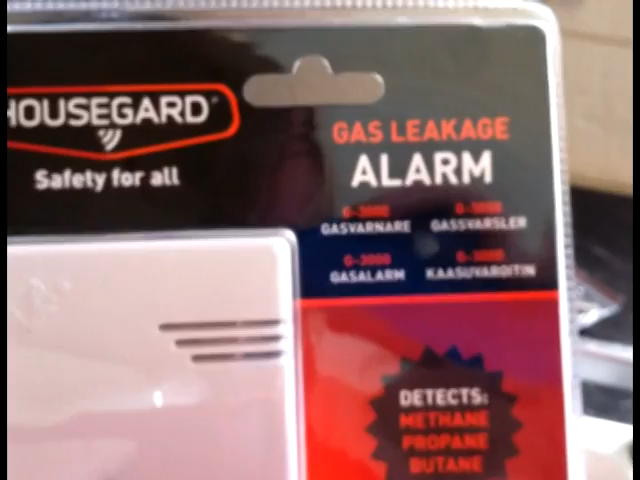 HOUSEGARD
Safety for all
GAS LEAKAGE
ALARM
GASVARNARE GASSVARSLER
GASALARM KAASUVAROITIN
DETECTS:
METHANE
PROPANE
BUTANE